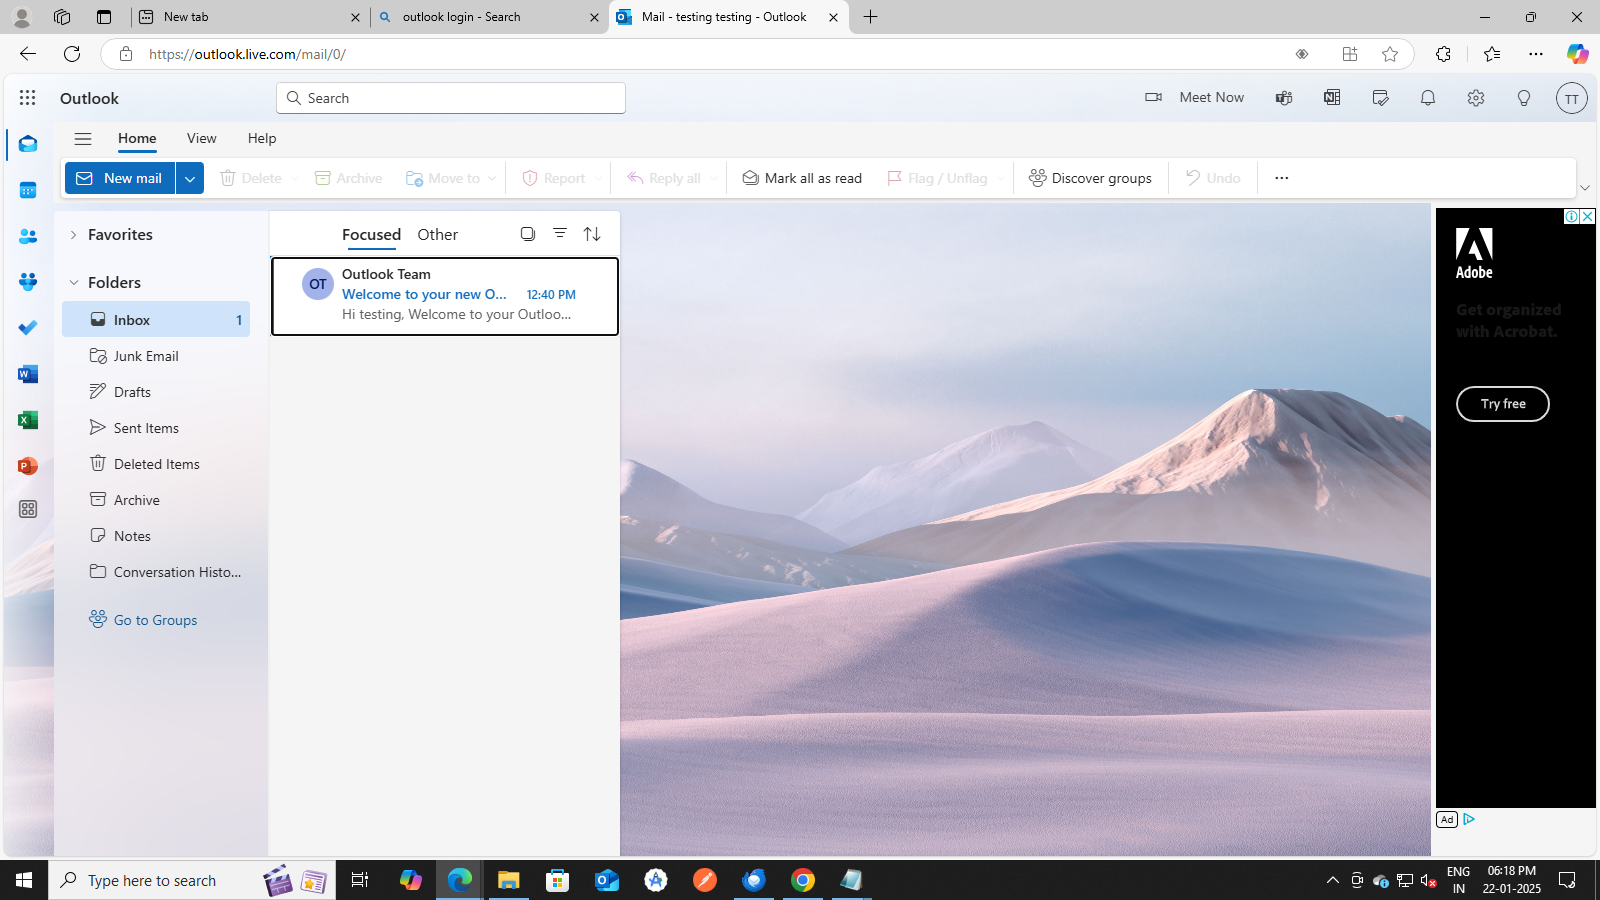 New tab
outlook login - Search
Mail - testing testing - Outlook
https://outlook.live.com/mail/0/
Outlook
Search
Meet Now
TT
Home
View
Help
New mail
Delete
Archive
Move to
Report
Reply all
Mark all as read
Flag / Unflag
Discover groups
Undo
Favorites
Folders
Inbox
1
Junk Email
Drafts
Sent Items
Deleted Items
Archive
Notes
Conversation Histo...
Go to Groups
Focused
Other
OT
Outlook Team
Welcome to your new O...
12:40 PM
Hi testing, Welcome to your Outloo...
Adobe
Get organized
with Acrobat.
Try free
Ad
Type here to search
ENG
IN
06:18 PM
22-01-2025